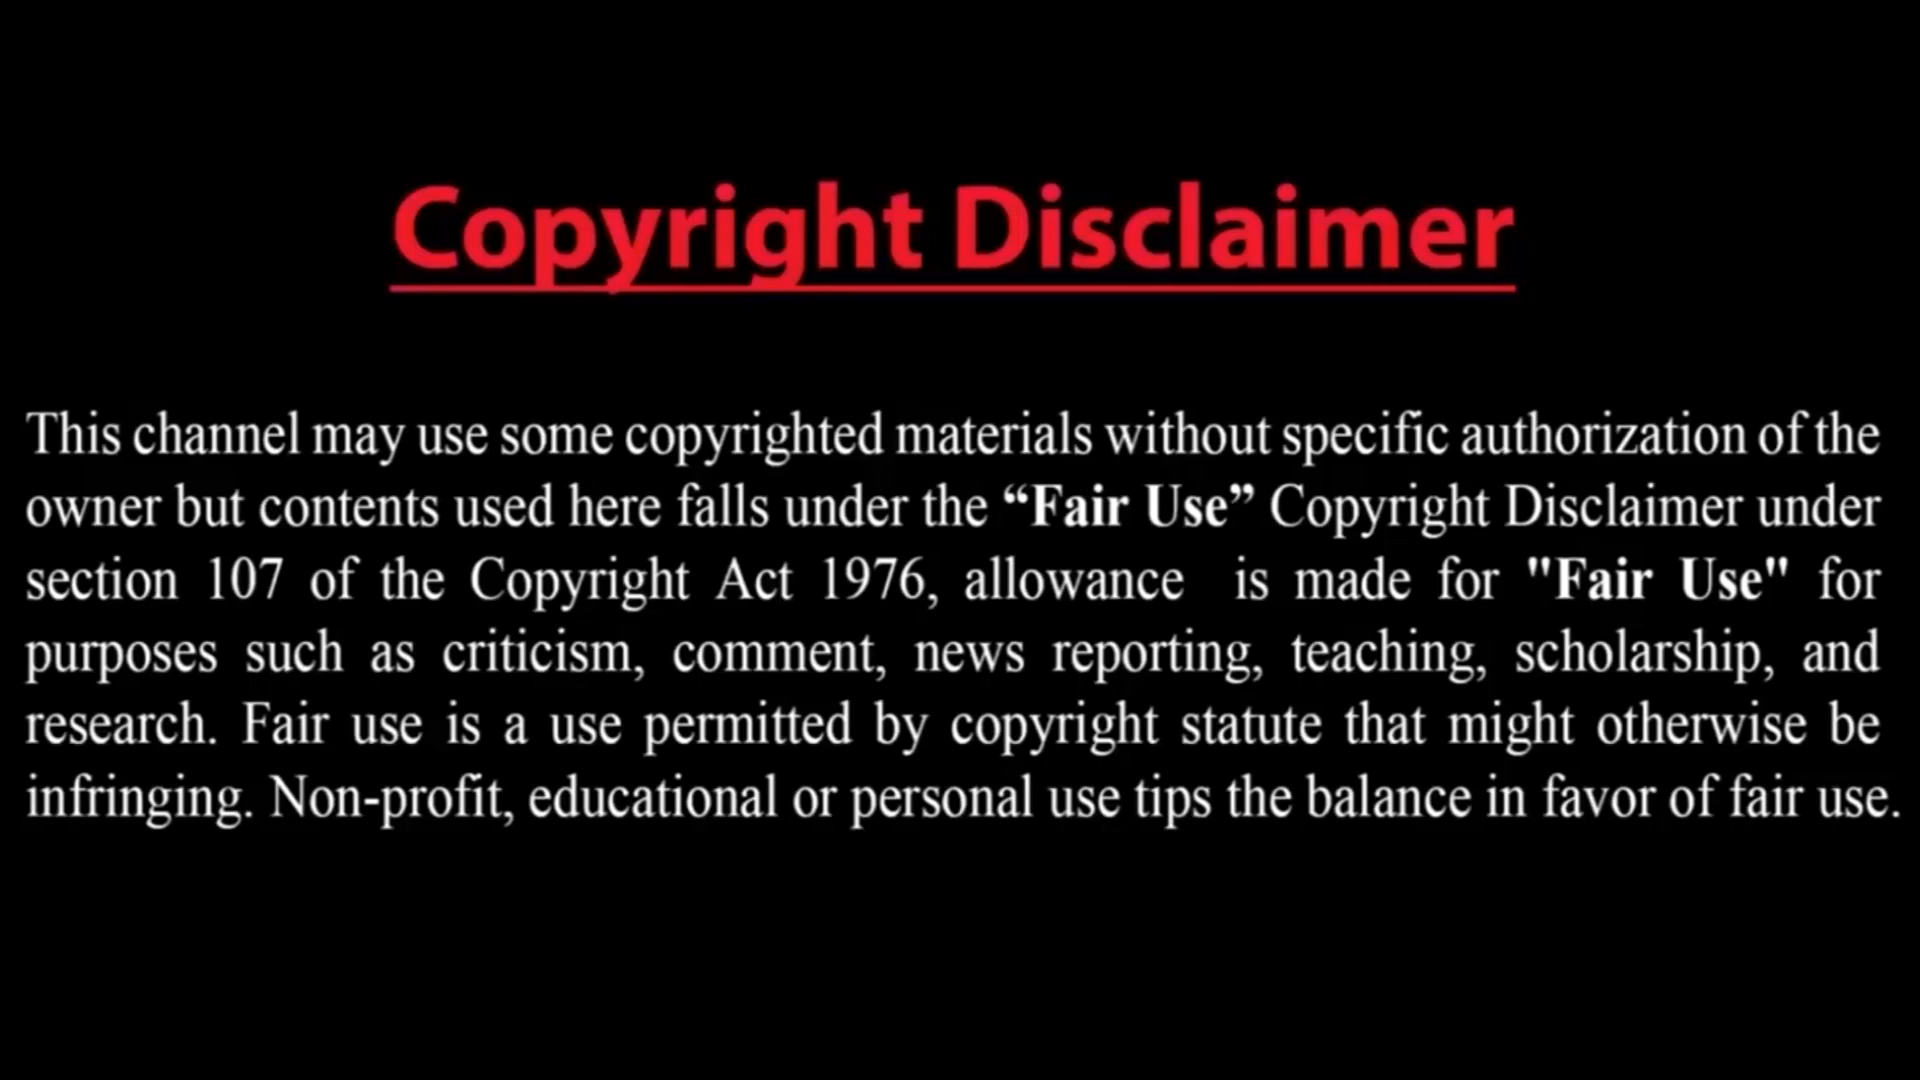 Copyright Disclaimer
This channel may use some copyrighted materials without specific authorization of the
owner but contents used here falls under the “Fair Use” Copyright Disclaimer under
section 107 of the Copyright Act 1976, allowance is made for "Fair Use" for
purposes such as criticism, comment, news reporting, teaching, scholarship, and
research. Fair use is a use permitted by copyright statute that might otherwise be
infringing. Non-profit, educational or personal use tips the balance in favor of fair use.